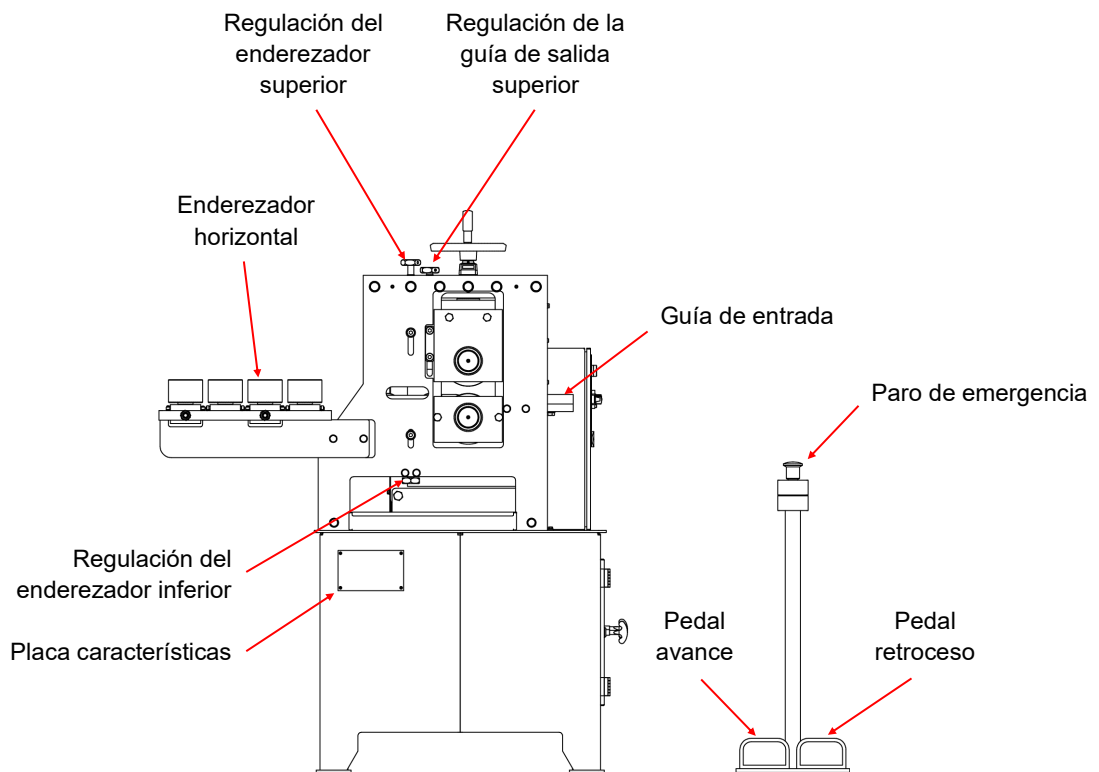 Regulación del
enderezador
superior
Regulación de la
guía de salida
superior
Enderezador
horizontal
Guía de entrada
Paro de emergencia
Regulación del
enderezador inferior
Placa características
Pedal
avance
Pedal
retroceso